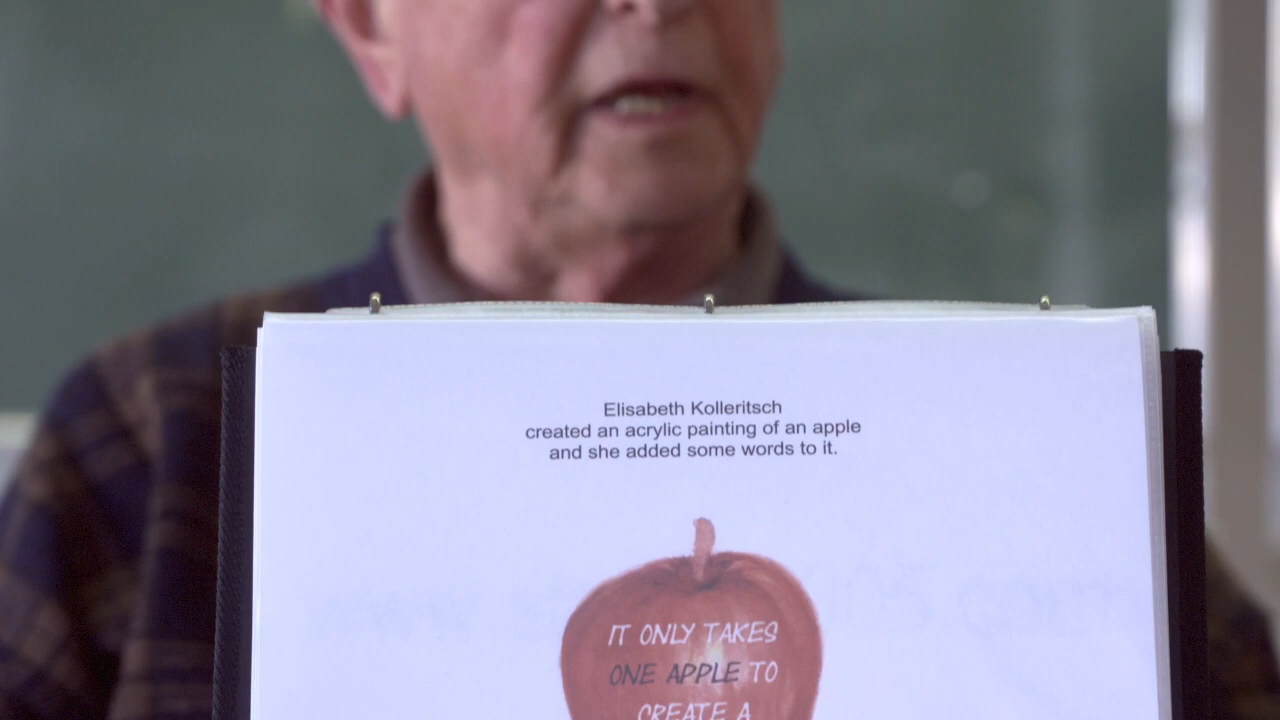 Elisabeth Kolleritsch
created an acrylic painting of an apple
and she added some words to it.
IT ONLY TAKES
ONE APPLE TO
CREATE A